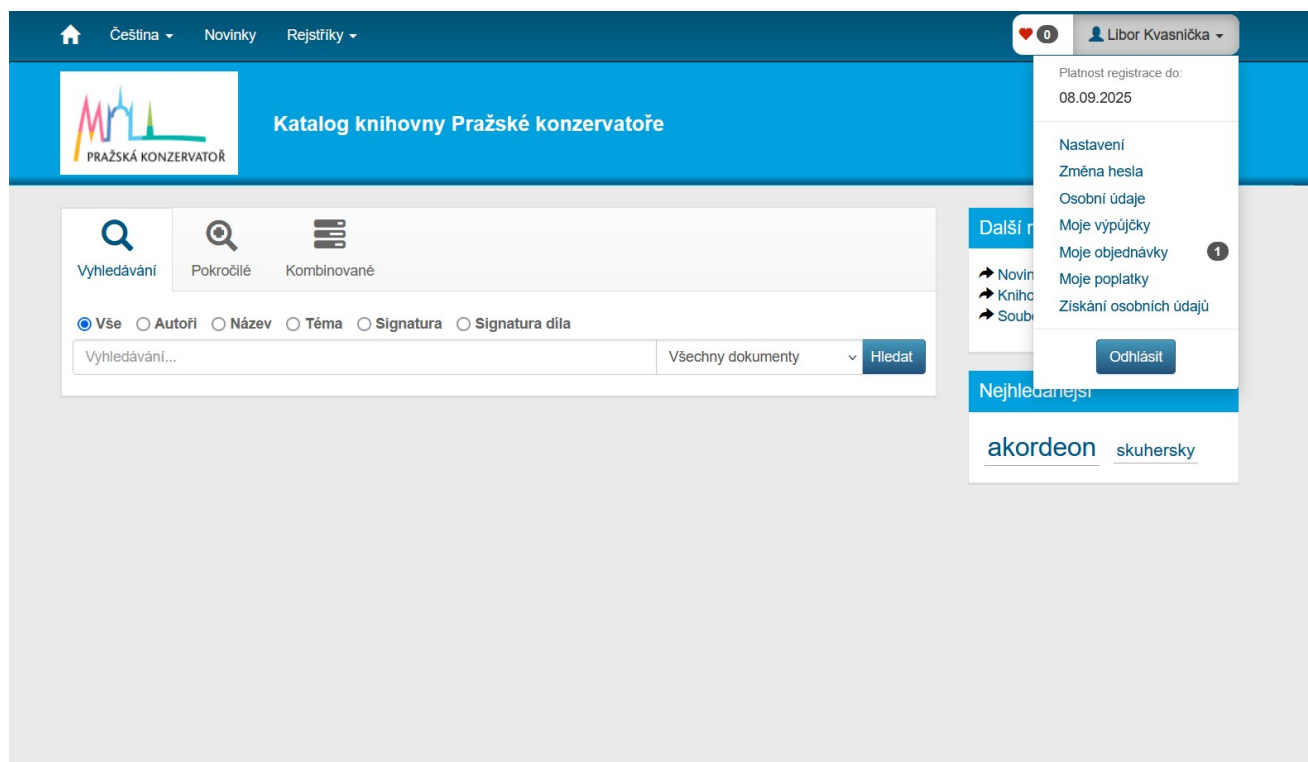 Čeština
Novinky
Rejstříky
0
Libor Kvasnička
PRAŽSKÁ KONZERVATOŘ
Katalog knihovny Pražské konzervatoře
Platnost registrace do:
08.09.2025
Nastavení
Změna hesla
Osobní údaje
Moje výpůjčky
Moje objednávky 1
Moje poplatky
Získání osobních údajů
Odhlásit
Vyhledávání
Pokročilé
Kombinované
Vše Autoři Název Téma Signatura Signatura díla
Vyhledávání...
Všechny dokumenty
Hledat
Další
Nejhledanější
akordeon
skuhersky